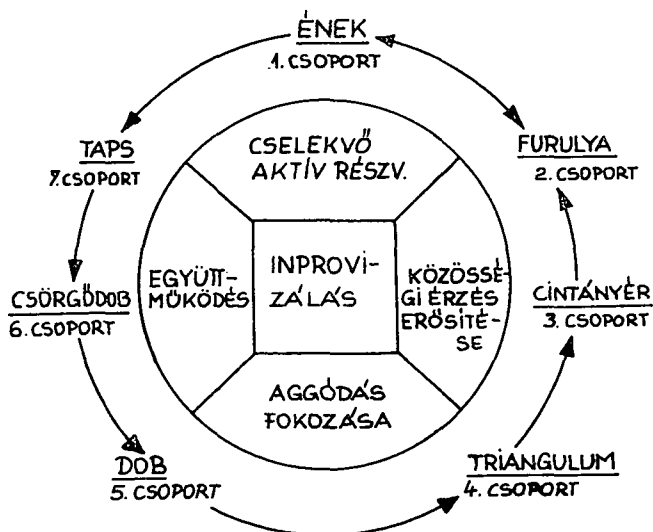 ÉNEK
1. CSOPORT
TAPS
7. CSOPORT
FURULYA
2. CSOPORT
CSELEKVŐ
AKTÍV RÉSZV.
EGYÜTT-
MŰKÖDÉS
INPROVI-
ZÁLÁS
KÖZÖSSÉ-
GI ÉRZÉS
ERŐSÍTÉ-
SE
CSÖRGŐDOB
6. CSOPORT
CINTÁNYÉR
3. CSOPORT
AGGÓDÁS
FOKOZÁSA
DOB
5. CSOPORT
TRIANGULUM
4. CSOPORT